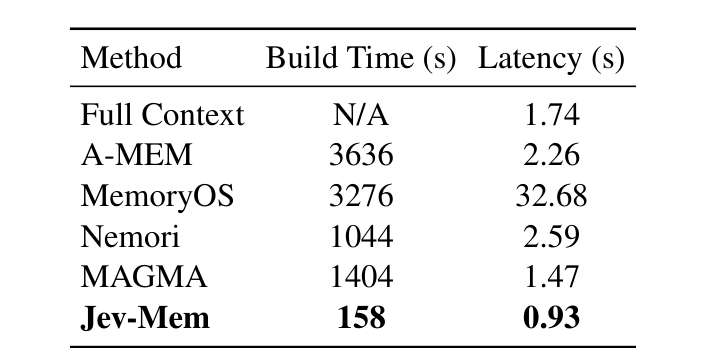 Method Build Time (s) Latency (s)
Full Context N/A 1.74
A-MEM 3636 2.26
MemoryOS 3276 32.68
Nemori 1044 2.59
MAGMA 1404 1.47
Jev-Mem 158 0.93